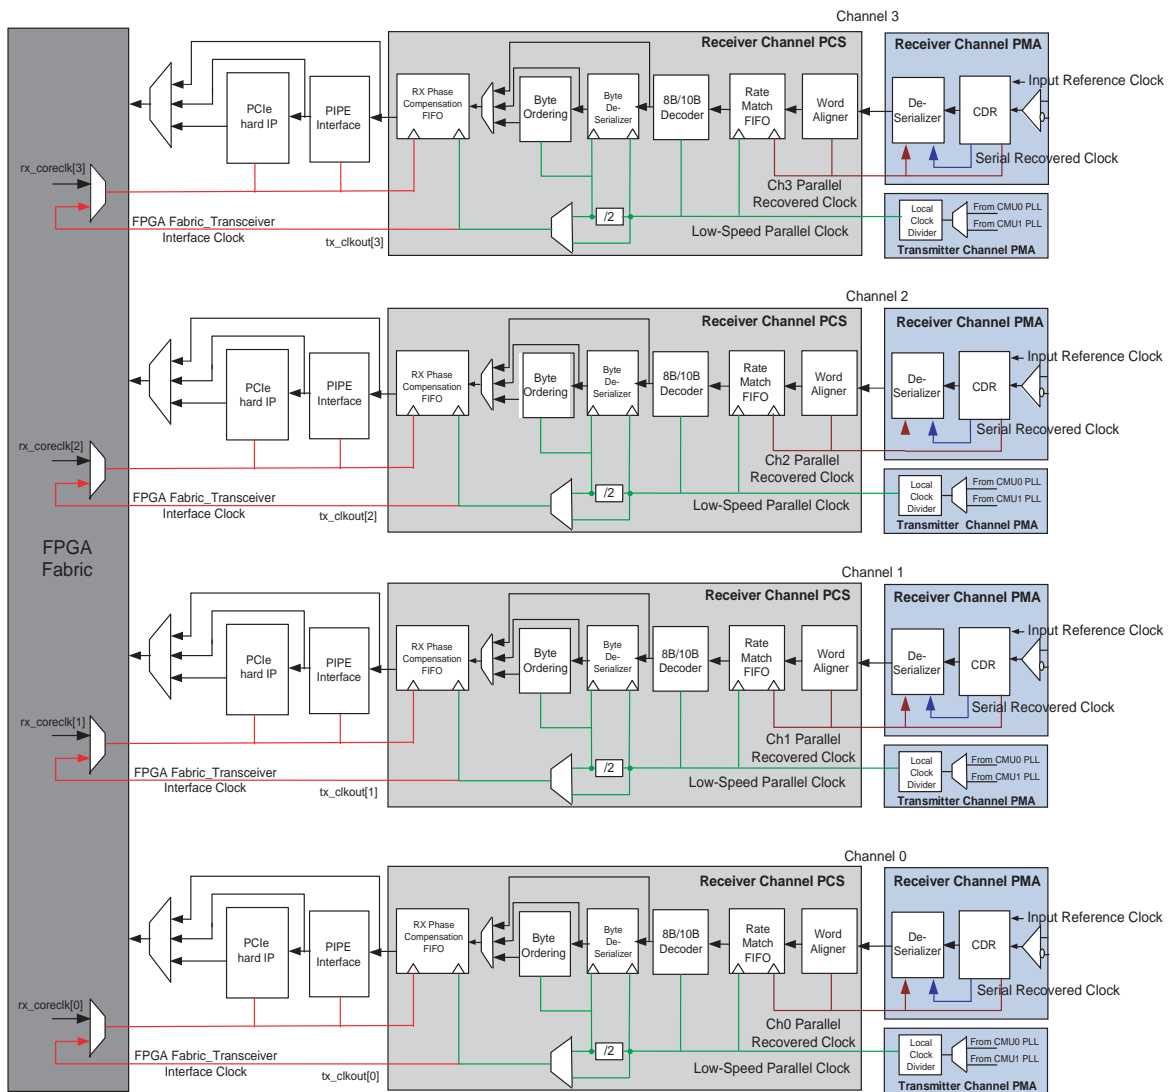 Channel 3
Receiver Channel PCS
Receiver Channel PMA
PCIe
hard IP
PIPE
Interface
RX Phase
Compensation
FIFO
Byte
Ordering
Byte
De-
Serializer
8B/10B
Decoder
Rate
Match
FIFO
Word
Aligner
De-
Serializer
CDR
Input Reference Clock
Serial Recovered Clock
rx_coreclk[3]
Ch3 Parallel
Recovered Clock
FPGA Fabric_Transceiver
Interface Clock
tx_clkout[3]
/2
Low-Speed Parallel Clock
Local
Clock
Divider
From CMU0 PLL
From CMU1 PLL
Transmitter Channel PMA
Channel 2
Receiver Channel PCS
Receiver Channel PMA
PCIe
hard IP
PIPE
Interface
RX Phase
Compensation
FIFO
Byte
Ordering
Byte
De-
Serializer
8B/10B
Decoder
Rate
Match
FIFO
Word
Aligner
De-
Serializer
CDR
Input Reference Clock
Serial Recovered Clock
rx_coreclk[2]
Ch2 Parallel
Recovered Clock
FPGA Fabric_Transceiver
Interface Clock
tx_clkout[2]
/2
Low-Speed Parallel Clock
Local
Clock
Divider
From CMU0 PLL
From CMU1 PLL
Transmitter Channel PMA
FPGA
Fabric
Channel 1
Receiver Channel PCS
Receiver Channel PMA
PCIe
hard IP
PIPE
Interface
RX Phase
Compensation
FIFO
Byte
Ordering
Byte
De-
Serializer
8B/10B
Decoder
Rate
Match
FIFO
Word
Aligner
De-
Serializer
CDR
Input Reference Clock
Serial Recovered Clock
rx_coreclk[1]
Ch1 Parallel
Recovered Clock
FPGA Fabric_Transceiver
Interface Clock
tx_clkout[1]
/2
Low-Speed Parallel Clock
Local
Clock
Divider
From CMU0 PLL
From CMU1 PLL
Transmitter Channel PMA
Channel 0
Receiver Channel PCS
Receiver Channel PMA
PCIe
hard IP
PIPE
Interface
RX Phase
Compensation
FIFO
Byte
Ordering
Byte
De-
Serializer
8B/10B
Decoder
Rate
Match
FIFO
Word
Aligner
De-
Serializer
CDR
Input Reference Clock
Serial Recovered Clock
rx_coreclk[0]
Ch0 Parallel
Recovered Clock
FPGA Fabric_Transceiver
Interface Clock
tx_clkout[0]
/2
Low-Speed Parallel Clock
Local
Clock
Divider
From CMU0 PLL
From CMU1 PLL
Transmitter Channel PMA